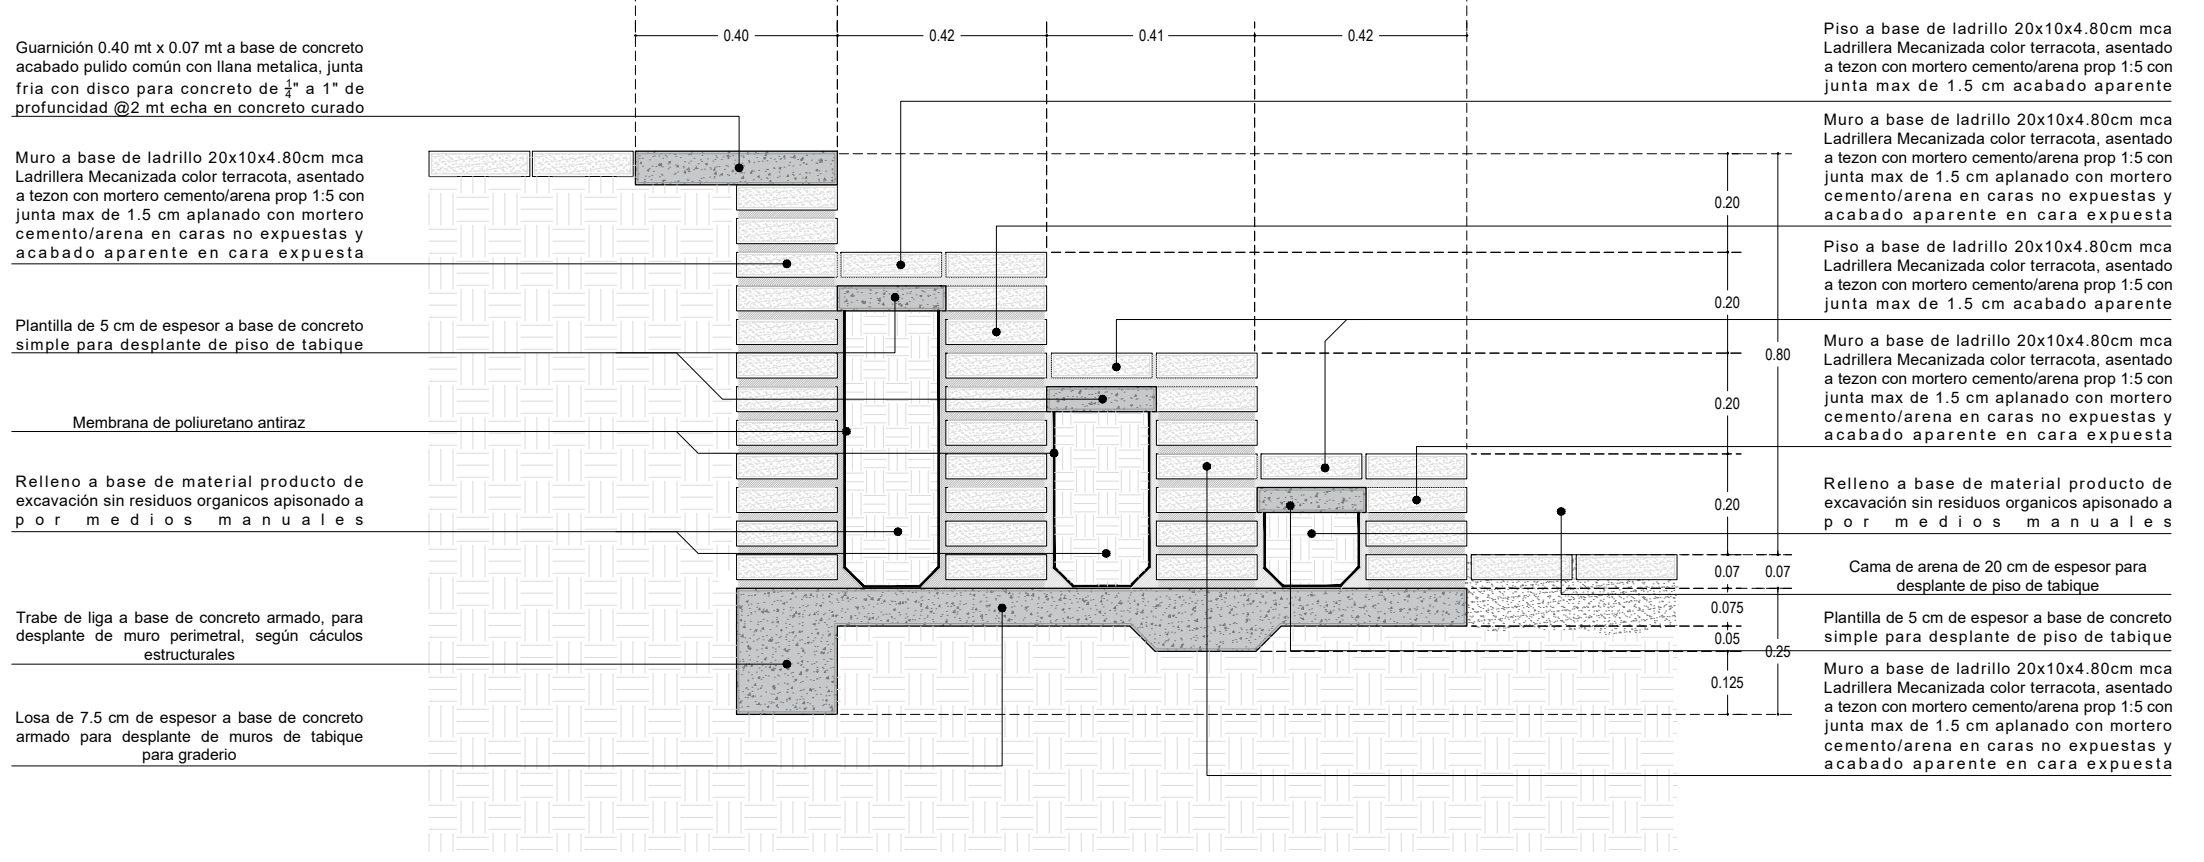 Guarnición 0.40 mt x 0.07 mt a base de concreto
acabado pulido común con llana metalica, junta
fria con disco para concreto de 1/4" a 1" de
profuncidad @2 mt echa en concreto curado
Muro a base de ladrillo 20x10x4.80cm mca
Ladrillera Mecanizada color terracota, asentado
a tezon con mortero cemento/arena prop 1:5 con
junta max de 1.5 cm aplanado con mortero
cemento/arena en caras no expuestas y
acabado aparente en cara expuesta
Plantilla de 5 cm de espesor a base de concreto
simple para desplante de piso de tabique
Membrana de poliuretano antiraz
Relleno a base de material producto de
excavación sin residuos organicos apisonado a
por medios manuales
Trabe de liga a base de concreto armado, para
desplante de muro perimetral, según cáculos
estructurales
Losa de 7.5 cm de espesor a base de concreto
armado para desplante de muros de tabique
para graderio
0.40
0.42
0.41
0.42
0.20
0.20
0.80
0.20
0.20
0.07
0.07
0.075
0.05
0.25
0.125
Piso a base de ladrillo 20x10x4.80cm mca
Ladrillera Mecanizada color terracota, asentado
a tezon con mortero cemento/arena prop 1:5 con
junta max de 1.5 cm acabado aparente
Muro a base de ladrillo 20x10x4.80cm mca
Ladrillera Mecanizada color terracota, asentado
a tezon con mortero cemento/arena prop 1:5 con
junta max de 1.5 cm aplanado con mortero
cemento/arena en caras no expuestas y
acabado aparente en cara expuesta
Piso a base de ladrillo 20x10x4.80cm mca
Ladrillera Mecanizada color terracota, asentado
a tezon con mortero cemento/arena prop 1:5 con
junta max de 1.5 cm acabado aparente
Muro a base de ladrillo 20x10x4.80cm mca
Ladrillera Mecanizada color terracota, asentado
a tezon con mortero cemento/arena prop 1:5 con
junta max de 1.5 cm aplanado con mortero
cemento/arena en caras no expuestas y
acabado aparente en cara expuesta
Relleno a base de material producto de
excavación sin residuos organicos apisonado a
por medios manuales
Cama de arena de 20 cm de espesor para
desplante de piso de tabique
Plantilla de 5 cm de espesor a base de concreto
simple para desplante de piso de tabique
Muro a base de ladrillo 20x10x4.80cm mca
Ladrillera Mecanizada color terracota, asentado
a tezon con mortero cemento/arena prop 1:5 con
junta max de 1.5 cm aplanado con mortero
cemento/arena en caras no expuestas y
acabado aparente en cara expuesta